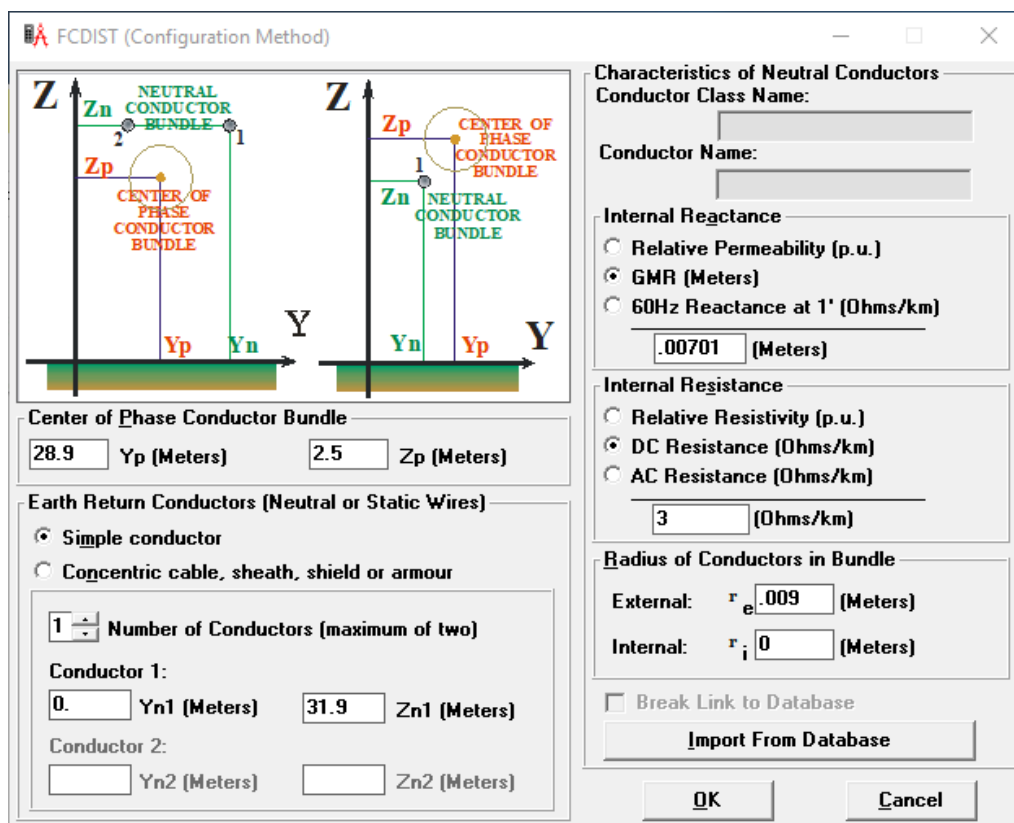 FCDIST (Configuration Method)
Z
Zn
NEUTRAL
CONDUCTOR
BUNDLE
2
1
Zp
CENTER OF
PHASE
CONDUCTOR
BUNDLE
Y
Yp
Yn
Z
Zp
CENTER OF
PHASE
CONDUCTOR
BUNDLE
1
Zn
NEUTRAL
CONDUCTOR
BUNDLE
Y
Yn
Yp
Center of Phase Conductor Bundle
28.9 Yp (Meters) 2.5 Zp (Meters)
Earth Return Conductors (Neutral or Static Wires)
Simple conductor
Concentric cable, sheath, shield or armour
1 Number of Conductors (maximum of two)
Conductor 1:
0. Yn1 (Meters) 31.9 Zn1 (Meters)
Conductor 2:
Yn2 (Meters) Zn2 (Meters)
Characteristics of Neutral Conductors
Conductor Class Name:
Conductor Name:
Internal Reactance
Relative Permeability (p.u.)
GMR (Meters)
60Hz Reactance at 1' (Ohms/km)
.00701 (Meters)
Internal Resistance
Relative Resistivity (p.u.)
DC Resistance (Ohms/km)
AC Resistance (Ohms/km)
3 (Ohms/km)
Radius of Conductors in Bundle
External: r e .009 (Meters)
Internal: r i 0 (Meters)
Break Link to Database
Import From Database
OK Cancel